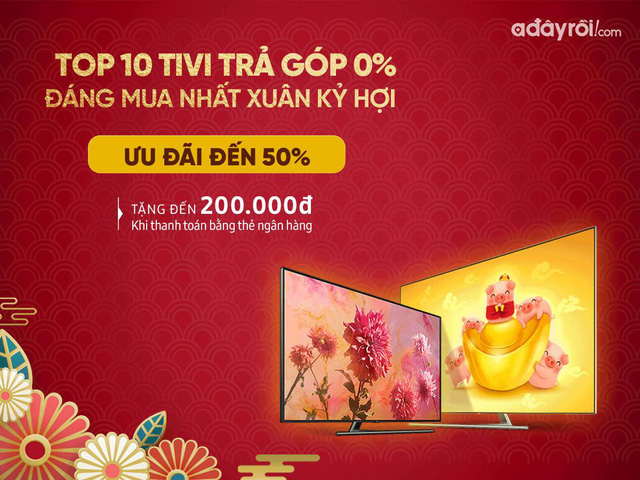 adâyrôi!com
TOP 10 TIVI TRẢ GÓP 0%
ĐÁNG MUA NHẤT XUÂN KỶ HỢI
ƯU ĐÃI ĐẾN 50%
TẶNG ĐẾN 200.000đ
Khi thanh toán bằng thẻ ngân hàng